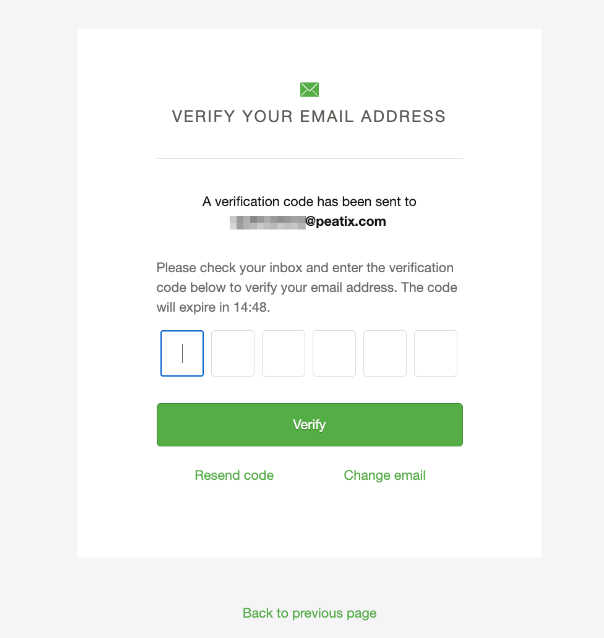 VERIFY YOUR EMAIL ADDRESS
A verification code has been sent to
@peatix.com
Please check your inbox and enter the verification
code below to verify your email address. The code
will expire in 14:48.
Verify
Resend code Change email
Back to previous page